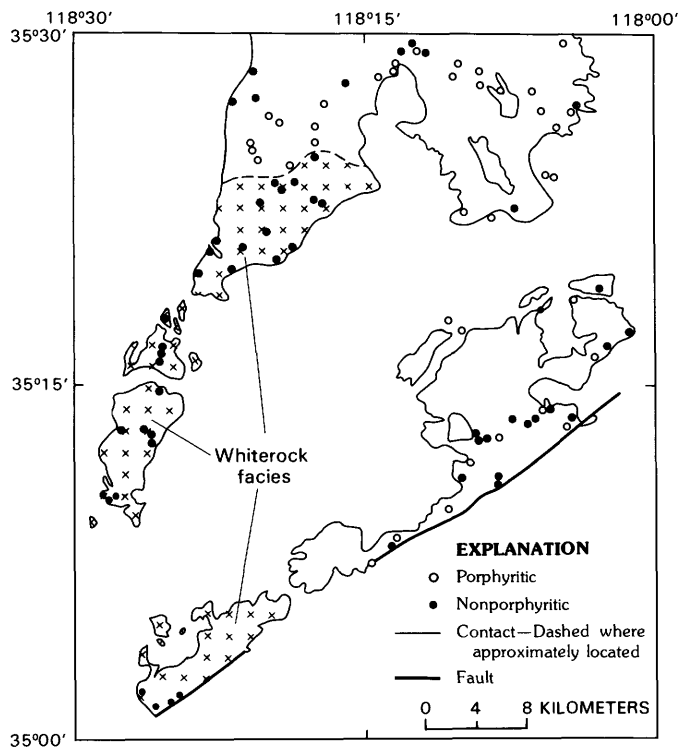 118°30′ 118°15′ 118°00′
35°30′
35°15′
Whiterock
facies
EXPLANATION
Porphyritic
Nonporphyritic
Contact—Dashed where
approximately located
Fault
0 4 8 KILOMETERS
35°00′